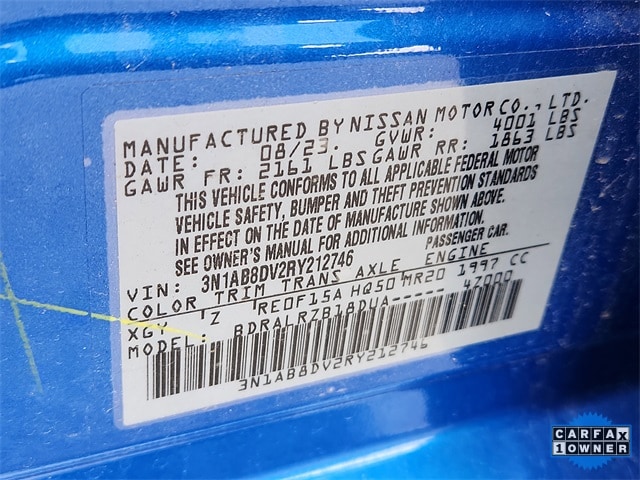 MANUFACTURED BY NISSAN MOTOR CO., LTD.
DATE: 08/23. GVWR: 4001 LBS
GAWR FR: 2161 LBS GAWR RR: 1863 LBS
THIS VEHICLE CONFORMS TO ALL APPLICABLE FEDERAL MOTOR
VEHICLE SAFETY, BUMPER AND THEFT PREVENTION STANDARDS
IN EFFECT ON THE DATE OF MANUFACTURE SHOWN ABOVE.
SEE OWNER'S MANUAL FOR ADDITIONAL INFORMATION.
VIN: 3N1AB8DV2RY212746 PASSENGER CAR.
COLOR TRIM TRANS AXLE ENGINE
XGY 'Z RE0F15A HQ50 MR20 1997 CC
MODEL: BDRALRZB18DUA----- 47000
3N1AB8DV2RY212746
CARFAX
1 OWNER